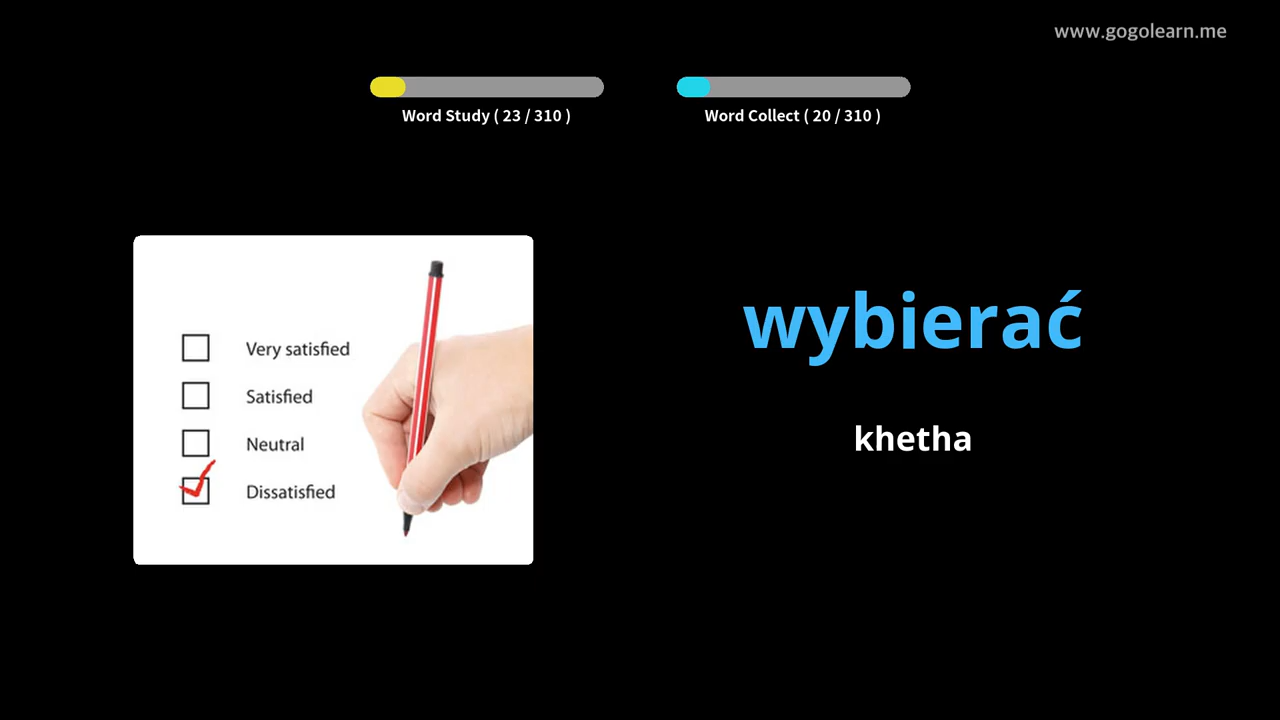 www.gogolearn.me
Word Study ( 23 / 310 )
Word Collect ( 20 / 310 )
Very satisfied
Satisfied
Neutral
Dissatisfied
wybierać
khetha